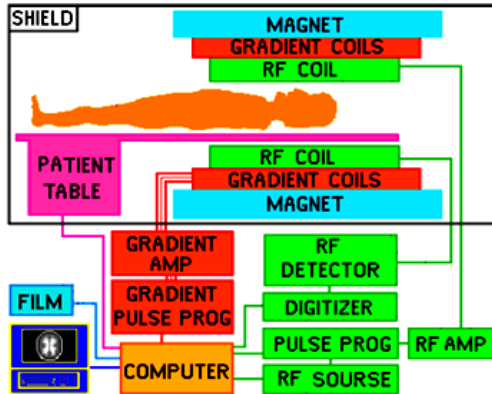 SHIELD
MAGNET
GRADIENT COILS
RF COIL
RF COIL
GRADIENT COILS
MAGNET
PATIENT
TABLE
GRADIENT
AMP
RF
DETECTOR
GRADIENT
PULSE PROG
DIGITIZER
FILM
PULSE PROG
RF AMP
COMPUTER
RF SOURSE